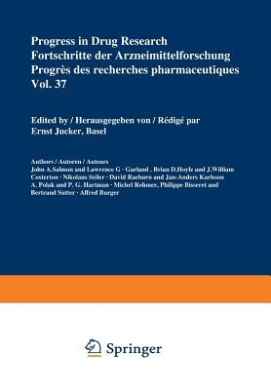 Progress in Drug Research
Fortschritte der Arzneimittelforschung
Progrès des recherches pharmaceutiques
Vol. 37
Edited by / Herausgegeben von / Rédigé par
Ernst Jucker, Basel
Authors / Autoren / Auteurs
John A.Salmon and Lawrence G · Garland . Brian D.Hoyle and J.William
Costerton · Nikolaus Seiler · David Raeburn and Jan-Anders Karlsson
A. Polak and P. G. Hartman · Michel Rohmer, Philippe Bisseret and
Bertrand Sutter · Alfred Burger
Springer